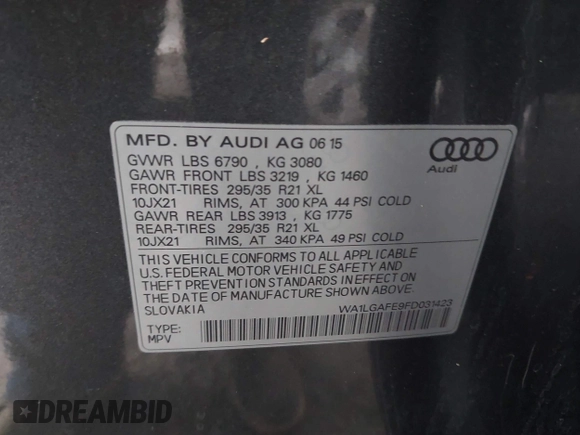 MFD. BY AUDI AG 06 15
GVWR LBS 6790 , KG 3080
GAWR FRONT LBS 3219 , KG 1460
FRONT-TIRES 295/35 R21 XL
10JX21 RIMS, AT 300 KPA 44 PSI COLD
GAWR REAR LBS 3913 , KG 1775
REAR-TIRES 295/35 R21 XL
10JX21 RIMS, AT 340 KPA 49 PSI COLD
THIS VEHICLE CONFORMS TO ALL APPLICABLE
U.S. FEDERAL MOTOR VEHICLE SAFETY AND
THEFT PREVENTION STANDARDS IN EFFECT ON
THE DATE OF MANUFACTURE SHOWN ABOVE.
SLOVAKIA
WA1LGAFE9FD031423
TYPE:
MPV
Audi
DREAMBID